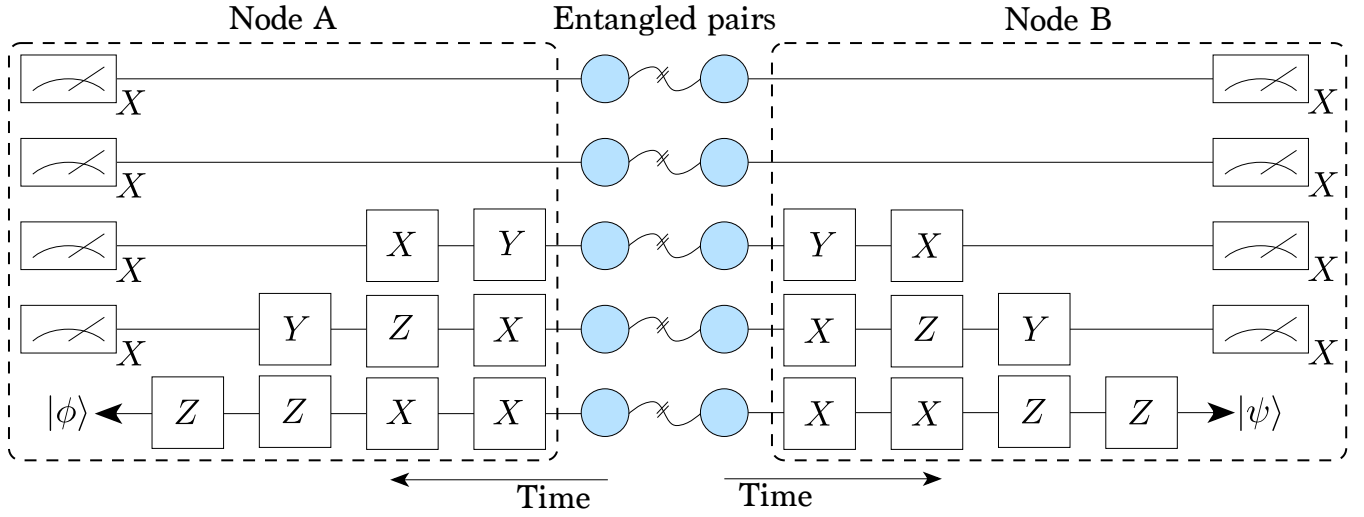 Node A Entangled pairs Node B
X X
X X
X Y Y X
X X
Y Z X X Z Y
X X
|ϕ⟩ Z Z X X X X Z Z |ψ⟩
Time Time